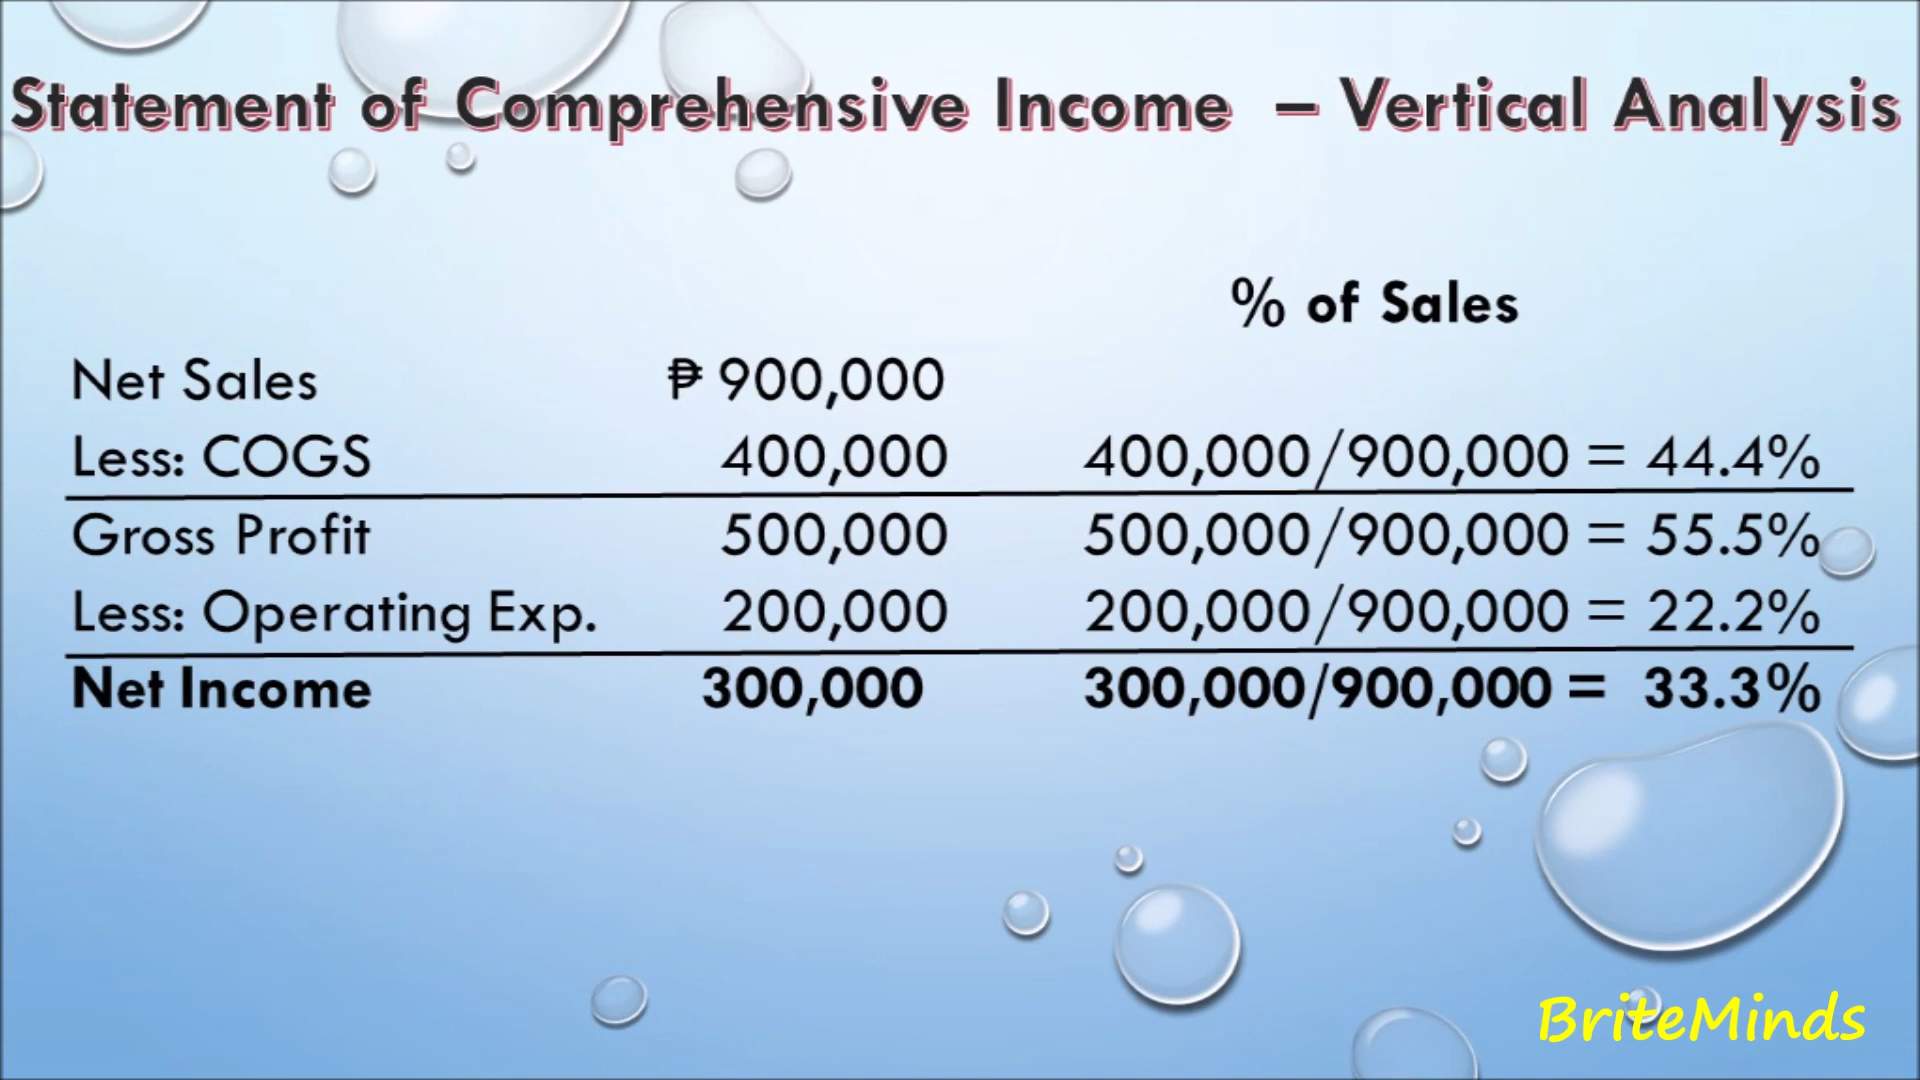 Statement of Comprehensive Income – Vertical Analysis
% of Sales
Net Sales ₱ 900,000
Less: COGS 400,000 400,000/900,000 = 44.4%
Gross Profit 500,000 500,000/900,000 = 55.5%
Less: Operating Exp. 200,000 200,000/900,000 = 22.2%
Net Income 300,000 300,000/900,000 = 33.3%
BriteMinds